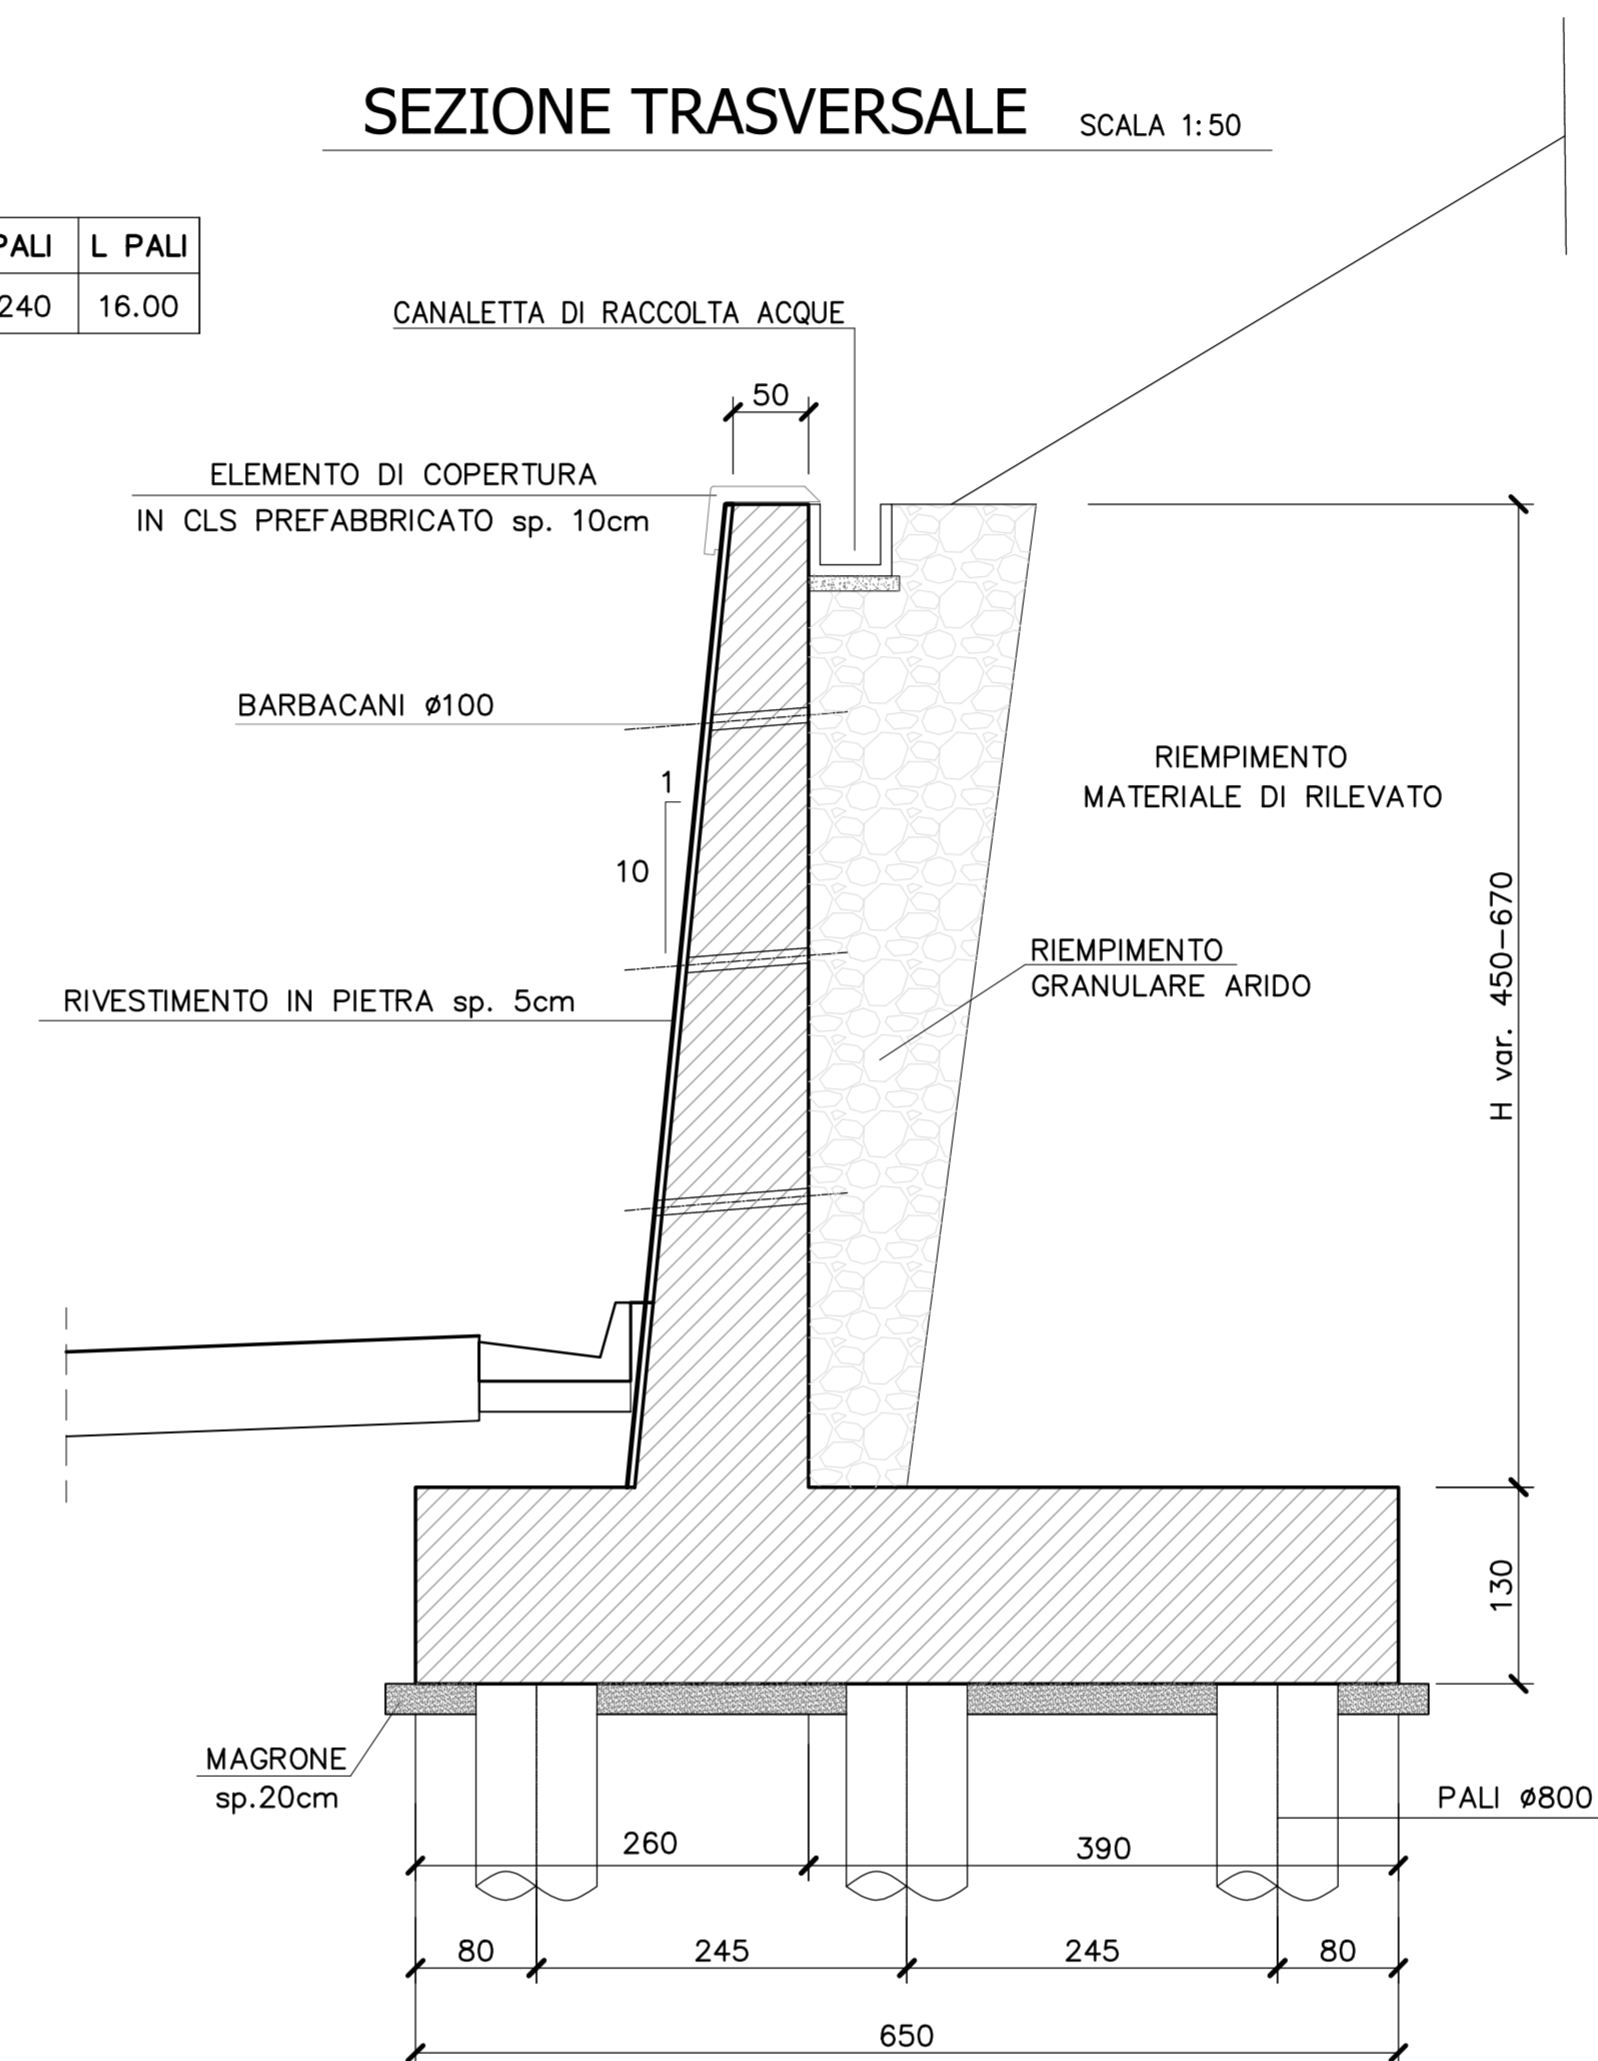 SEZIONE TRASVERSALE SCALA 1:50
PALI L PALI
240 16.00
CANALETTA DI RACCOLTA ACQUE
50
ELEMENTO DI COPERTURA
IN CLS PREFABBRICATO sp. 10cm
BARBACANI ø100
RIEMPIMENTO
MATERIALE DI RILEVATO
1
10
H var. 450-670
RIEMPIMENTO
GRANULARE ARIDO
RIVESTIMENTO IN PIETRA sp. 5cm
130
MAGRONE
sp.20cm
PALI ø800
260 390
80 245 245 80
650